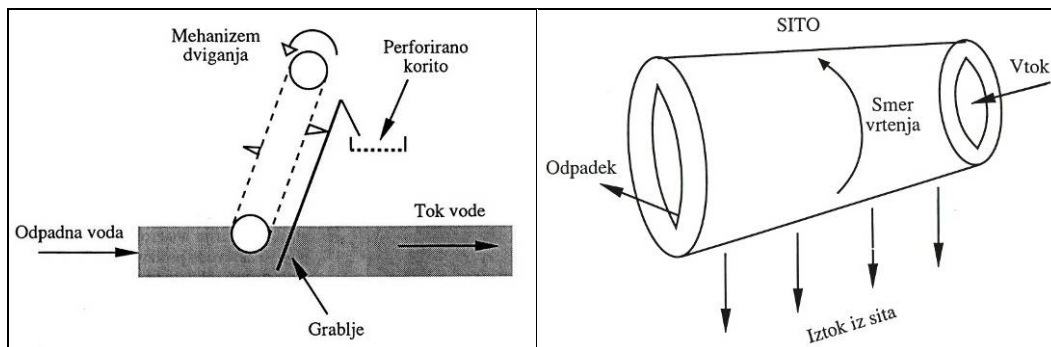 Mehanizem
dviganja
Perforirano
korito
Odpadna voda
Tok vode
Grablje
SITO
Vtok
Smer
vrtenja
Odpadek
Iztok iz sita